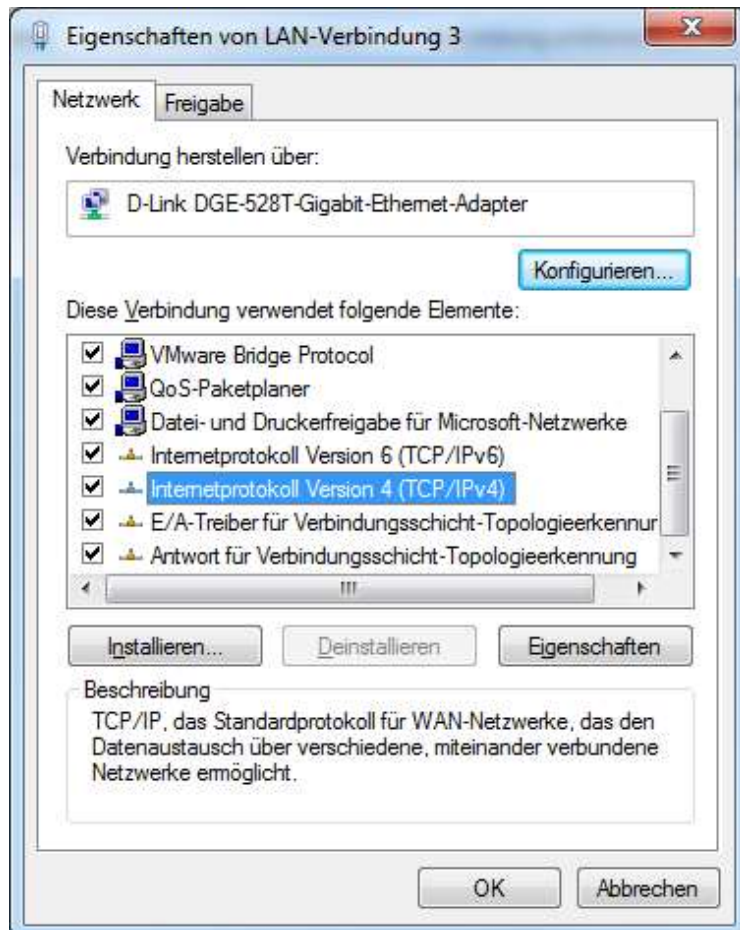 Eigenschaften von LAN-Verbindung 3
Netzwerk
Freigabe
Verbindung herstellen über:
D-Link DGE-528T-Gigabit-Ethernet-Adapter
Konfigurieren...
Diese Verbindung verwendet folgende Elemente:
VMware Bridge Protocol
QoS-Paketplaner
Datei- und Druckerfreigabe für Microsoft-Netzwerke
Internetprotokoll Version 6 (TCP/IPv6)
Internetprotokoll Version 4 (TCP/IPv4)
E/A-Treiber für Verbindungsschicht-Topologieerkennur
Antwort für Verbindungsschicht-Topologieerkennung
Installieren...
Deinstallieren
Eigenschaften
Beschreibung
TCP/IP, das Standardprotokoll für WAN-Netzwerke, das den
Datenaustausch über verschiedene, miteinander verbundene
Netzwerke ermöglicht.
OK
Abbrechen